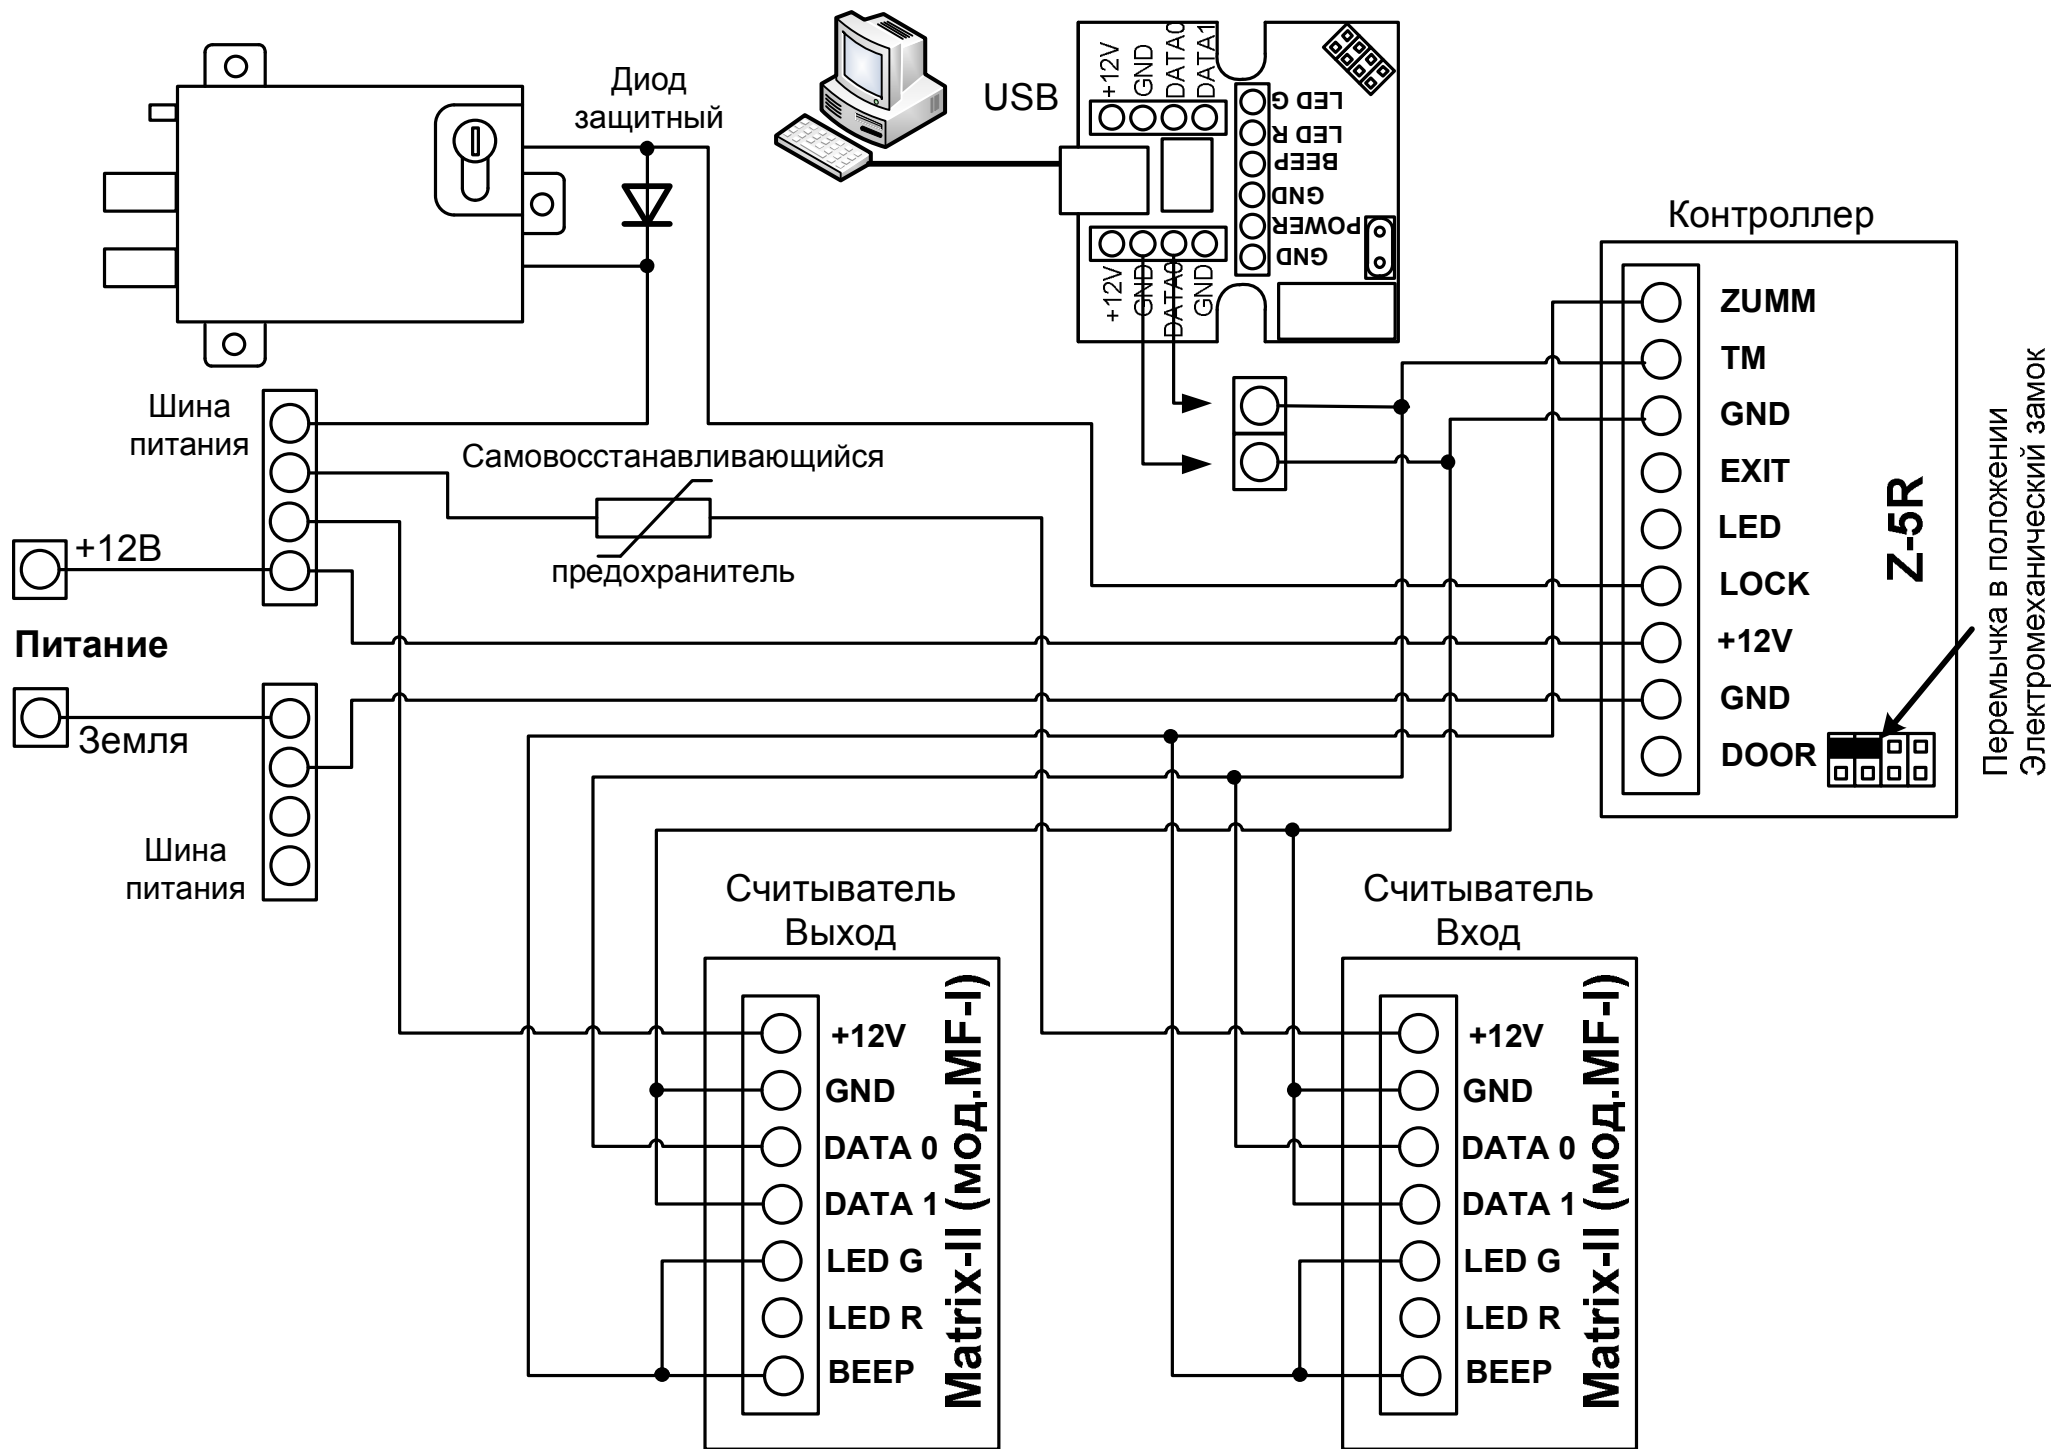 Диод
защитный
USB
+12V
GND
DATA0
DATA1
LED G
LED R
BEEP
GND
POWER
GND
+12V
GND
DATA0
GND
Контроллер
ZUMM
TM
GND
EXIT
LED
LOCK
+12V
GND
DOOR
Z-5R
Перемычка в положении
Электромеханический замок
Шина
питания
Самовосстанавливающийся
предохранитель
+12В
Питание
Земля
Шина
питания
Считыватель
Выход
+12V
GND
DATA 0
DATA 1
LED G
LED R
BEEP
Matrix-II (мод.MF-I)
Считыватель
Вход
+12V
GND
DATA 0
DATA 1
LED G
LED R
BEEP
Matrix-II (мод.MF-I)